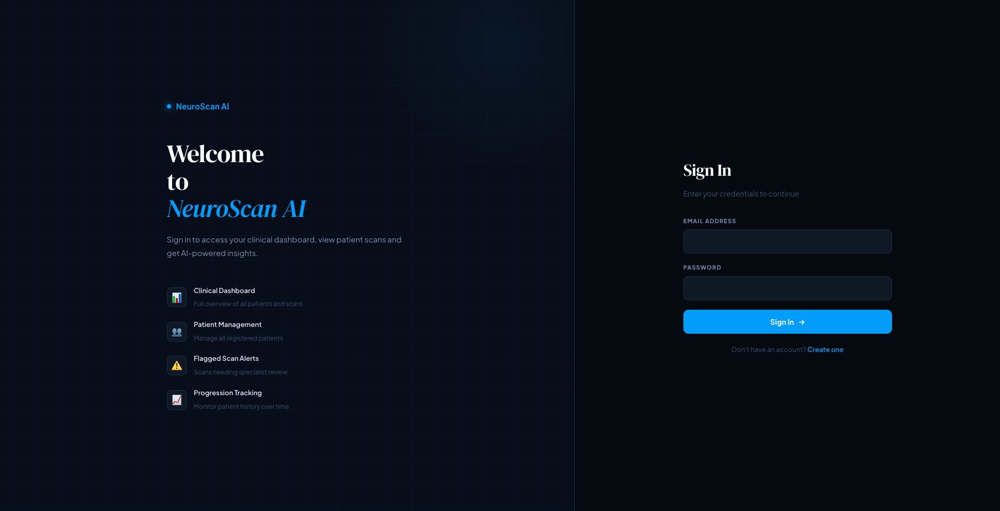 NeuroScan AI
Welcome
to
NeuroScan AI
Sign in to access your clinical dashboard, view patient scans and
get AI-powered insights.
Clinical Dashboard
Full overview of all patients and scans
Patient Management
Manage all registered patients
Flagged Scan Alerts
Scans needing specialist review
Progression Tracking
Monitor patient history over time
Sign In
Enter your credentials to continue
EMAIL ADDRESS
PASSWORD
Sign In →
Don't have an account? Create one